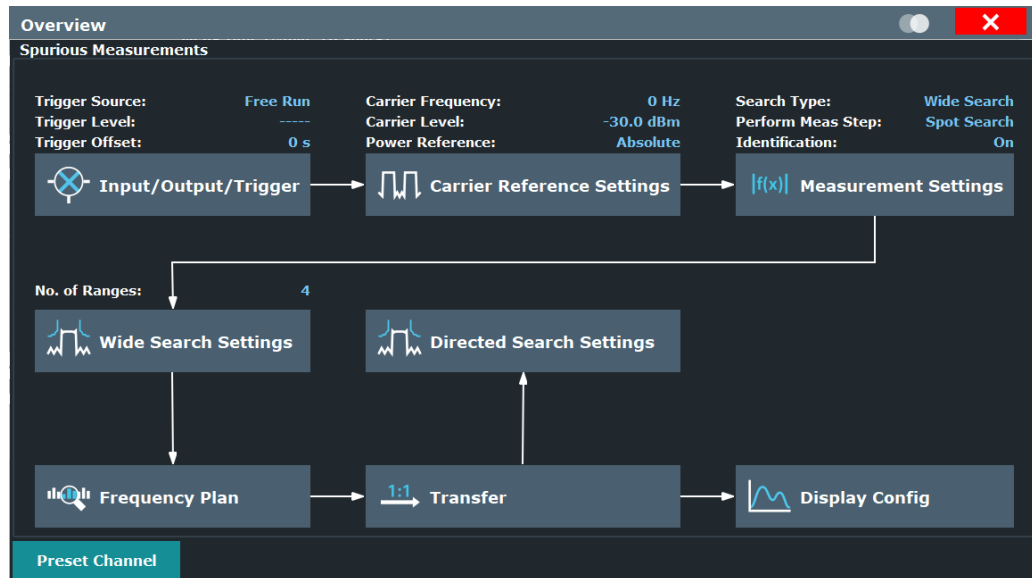 Overview
Spurious Measurements
Trigger Source: Free Run Carrier Frequency: 0 Hz Search Type: Wide Search
Trigger Level: ----- Carrier Level: -30.0 dBm Perform Meas Step: Spot Search
Trigger Offset: 0 s Power Reference: Absolute Identification: On
Input/Output/Trigger Carrier Reference Settings |f(x)| Measurement Settings
No. of Ranges: 4
Wide Search Settings Directed Search Settings
Frequency Plan 1:1 Transfer Display Config
Preset Channel